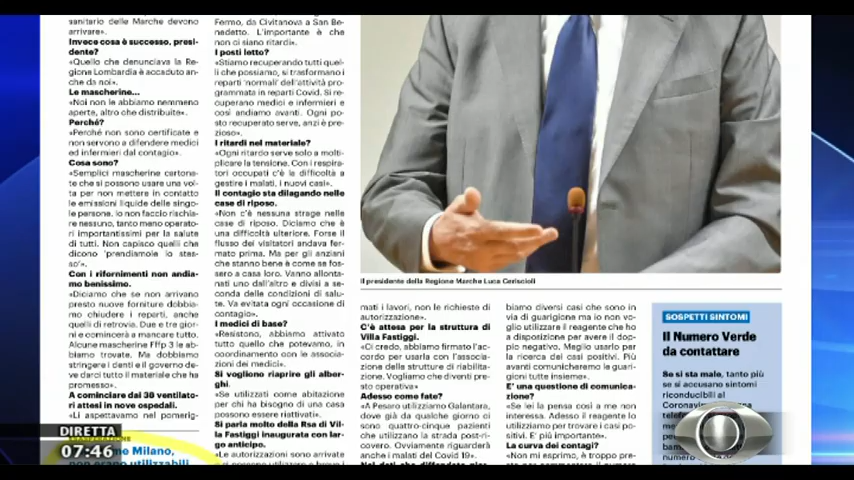 sanitario delle Marche devono
arrivare».
Invece cosa è successo, presi-
dente?
«Quello che denunciava la Re-
gione Lombardia è accaduto an-
che da noi».
Le mascherine...
«Noi non le abbiamo nemmeno
aperte, altro che distribuite».
Perché?
«Perché non sono certificate e
non servono a difendere medici
ed infermieri dal contagio».
Cosa sono?
«Semplici mascherine cartona-
te che si possono usare una vol-
ta per non mettere in contatto
le emissioni liquide delle singo-
le persone. Io non faccio rischia-
re nessuno, tanto meno operato-
ri importantissimi per la salute
di tutti. Non capisco quelli che
dicono 'prendiamole lo stes-
so'».
Con i rifornimenti non andia-
mo benissimo.
«Diciamo che se non arrivano
presto nuove forniture dobbia-
mo chiudere i reparti, anche
quelli di retrovia. Due e tre gior-
ni e comincerà a mancare tutto.
Alcune mascherine Ffp 3 le ab-
biamo trovate. Ma dobbiamo
stringere i denti e il governo de-
ve darci tutto il materiale che ha
promesso».
A cominciare dai 38 ventilato-
ri attesi in nove ospedali.
«Li aspettavamo nel pomerig-
Fermo, da Civitanova a San Be-
nedetto. L'importante è che
non ci siano ritardi».
I posti letto?
«Stiamo recuperando tutti quel-
li che possiamo, si trasformano i
reparti 'normali' dell'attività pro-
grammata in reparti Covid. Si re-
cuperano medici e infermieri e
così andiamo avanti. Ogni po-
sto recuperato serve, anzi è pre-
zioso».
I ritardi nel materiale?
«Ogni ritardo serve solo a molti-
plicare la tensione. Con i respira-
tori occupati c'è la difficoltà a
gestire i malati, i nuovi casi».
Il contagio sta dilagando nelle
case di riposo.
«Non c'è nessuna strage nelle
case di riposo. Diciamo che è
una difficoltà ulteriore. Forse il
flusso dei visitatori andava fer-
mato prima. Ma per gli anziani
che stanno bene è come se fos-
sero a casa loro. Vanno allonta-
nati uno dall'altro e divisi a se-
conda delle condizioni di salu-
te. Va evitata ogni occasione di
contagio».
I medici di base?
«Resistono, abbiamo attivato
tutto quello che potevamo, in
coordinamento con le associa-
zioni dei medici».
Si vogliono riaprire gli alber-
ghi.
«Se utilizzati come abitazione
per chi ha bisogno di una casa
possono essere riattivati».
Si parla molto della Rsa di Vil-
la Fastiggi inaugurata con lar-
go anticipo.
«Le autorizzazioni sono arrivate
Il presidente della Regione Marche Luca Ceriscioli
mati i lavori, non le richieste di
autorizzazione».
C'è attesa per la struttura di
Villa Fastiggi.
«Ci credo, abbiamo firmato l'ac-
cordo per usarla con l'associa-
zione delle strutture di riabilita-
zione. Vogliamo che diventi pre-
sto operativa»
Adesso come fate?
«A Pesaro utilizziamo Galantara,
dove già da qualche giorno ci
sono quattro-cinque pazienti
che utilizzano la strada post-ri-
covero. Ovviamente riguarderà
anche i malati del Covid 19».
biamo diversi casi che sono in
via di guarigione ma io non vo-
glio utilizzare il reagente che ho
a disposizione per avere il dop-
pio negativo. Meglio usarlo per
la ricerca dei casi positivi. Più
avanti comunicheremo le guari-
gioni tutte insieme».
E' una questione di comunica-
zione?
«Se lei la pensa così a me non
interessa. Adesso il reagente lo
utilizziamo per trovare i casi po-
sitivi. E' più importante».
La curva dei contagi?
«Non mi esprimo, è troppo pre-
SOSPETTI SINTOMI
Il Numero Verde
da contattare
Se si sta male, tanto più
se si accusano sintomi
riconducibili al
DIRETTA
07:46
Milano,